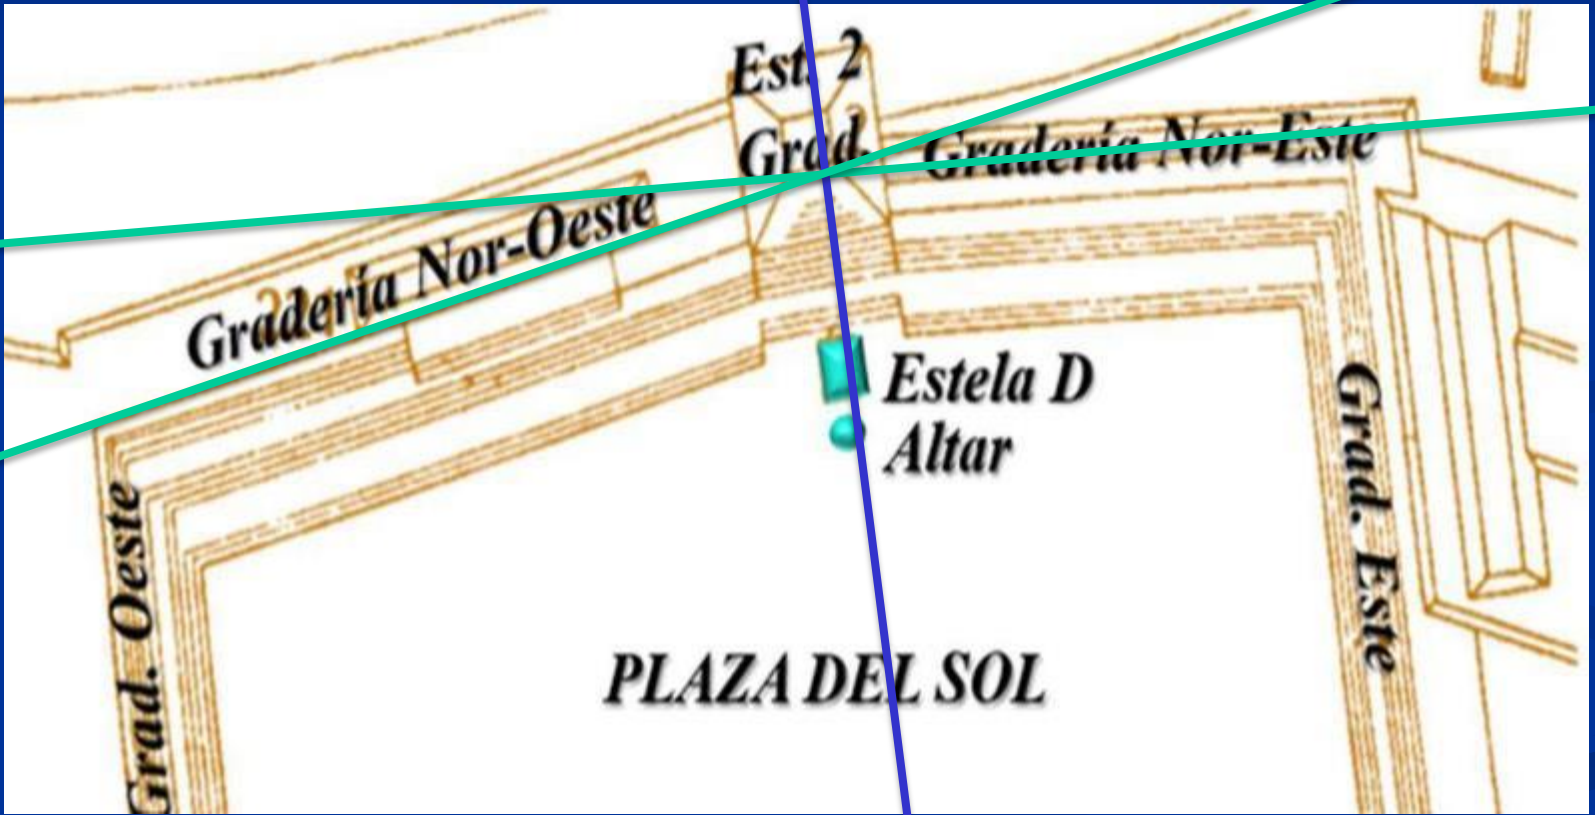 Est. 2
Grad.
Gradería Nor-Este
Gradería Nor-Oeste
Estela D
Altar
Grad. Este
Grad. Oeste
PLAZA DEL SOL